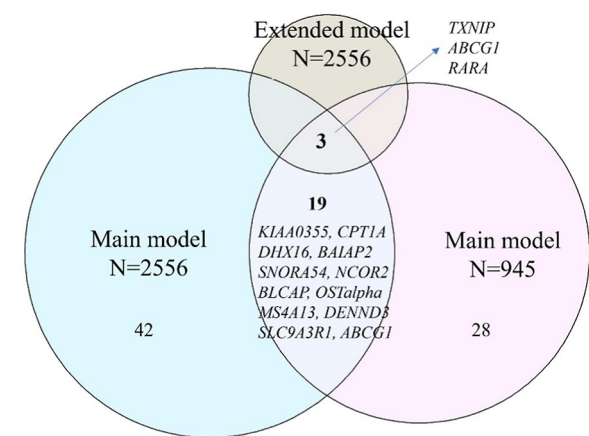 Extended model
N=2556
TXNIP
ABCG1
RARA
3
19
KIAA0355, CPT1A
DHX16, BAIAP2
SNORA54, NCOR2
BLCAP, OSTalpha
MS4A13, DENND3
SLC9A3R1, ABCG1
Main model
N=2556
42
Main model
N=945
28